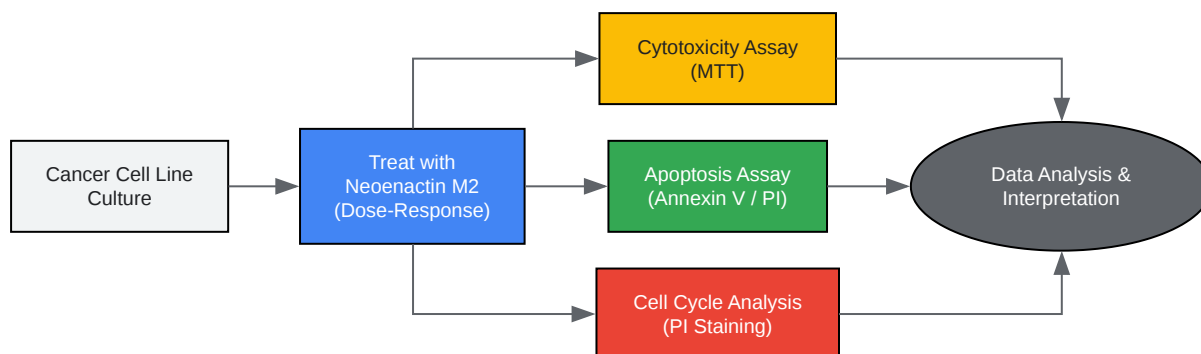 Cancer Cell Line
Culture
Treat with
Neoenactin M2
(Dose-Response)
Cytotoxicity Assay
(MTT)
Apoptosis Assay
(Annexin V / PI)
Cell Cycle Analysis
(PI Staining)
Data Analysis &
Interpretation